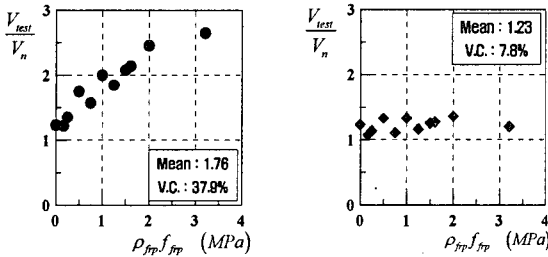 V_test / V_n
3
2
1
0
Mean : 1.76
V.C. : 37.9%
0 1 2 3 4
ρ_frp f_frp (MPa)
V_test / V_n
3
2
1
0
Mean : 1.23
V.C. : 7.8%
0 1 2 3 4
ρ_frp f_frp (MPa)